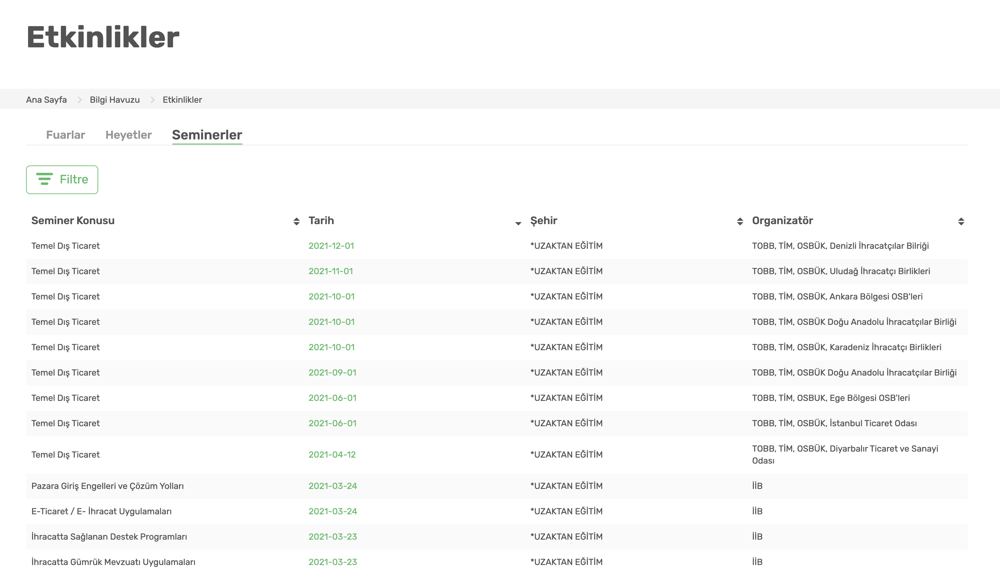 Etkinlikler
Ana Sayfa Bilgi Havuzu Etkinlikler
Fuarlar Heyetler Seminerler
Filtre
Seminer Konusu Tarih Şehir Organizatör
Temel Dış Ticaret 2021-12-01 *UZAKTAN EĞİTİM TOBB, TİM, OSBÜK, Denizli İhracatçılar Bilriği
Temel Dış Ticaret 2021-11-01 *UZAKTAN EĞİTİM TOBB, TİM, OSBÜK, Uludağ İhracatçı Birlikleri
Temel Dış Ticaret 2021-10-01 *UZAKTAN EĞİTİM TOBB, TİM, OSBÜK, Ankara Bölgesi OSB'leri
Temel Dış Ticaret 2021-10-01 *UZAKTAN EĞİTİM TOBB, TİM, OSBÜK Doğu Anadolu İhracatçılar Birliği
Temel Dış Ticaret 2021-10-01 *UZAKTAN EĞİTİM TOBB, TİM, OSBÜK, Karadeniz İhracatçı Birlikleri
Temel Dış Ticaret 2021-09-01 *UZAKTAN EĞİTİM TOBB, TİM, OSBÜK Doğu Anadolu İhracatçılar Birliği
Temel Dış Ticaret 2021-06-01 *UZAKTAN EĞİTİM TOBB, TİM, OSBUK, Ege Bölgesi OSB'leri
Temel Dış Ticaret 2021-06-01 *UZAKTAN EĞİTİM TOBB, TİM, OSBÜK, İstanbul Ticaret Odası
Temel Dış Ticaret 2021-04-12 *UZAKTAN EĞİTİM TOBB, TİM, OSBÜK, Diyarbalır Ticaret ve Sanayi
Odası
Pazara Giriş Engelleri ve Çözüm Yolları 2021-03-24 *UZAKTAN EĞİTİM İİB
E-Ticaret / E- İhracat Uygulamaları 2021-03-24 *UZAKTAN EĞİTİM İİB
İhracatta Sağlanan Destek Programları 2021-03-23 *UZAKTAN EĞİTİM İİB
İhracatta Gümrük Mevzuatı Uygulamaları 2021-03-23 *UZAKTAN EĞİTİM İİB